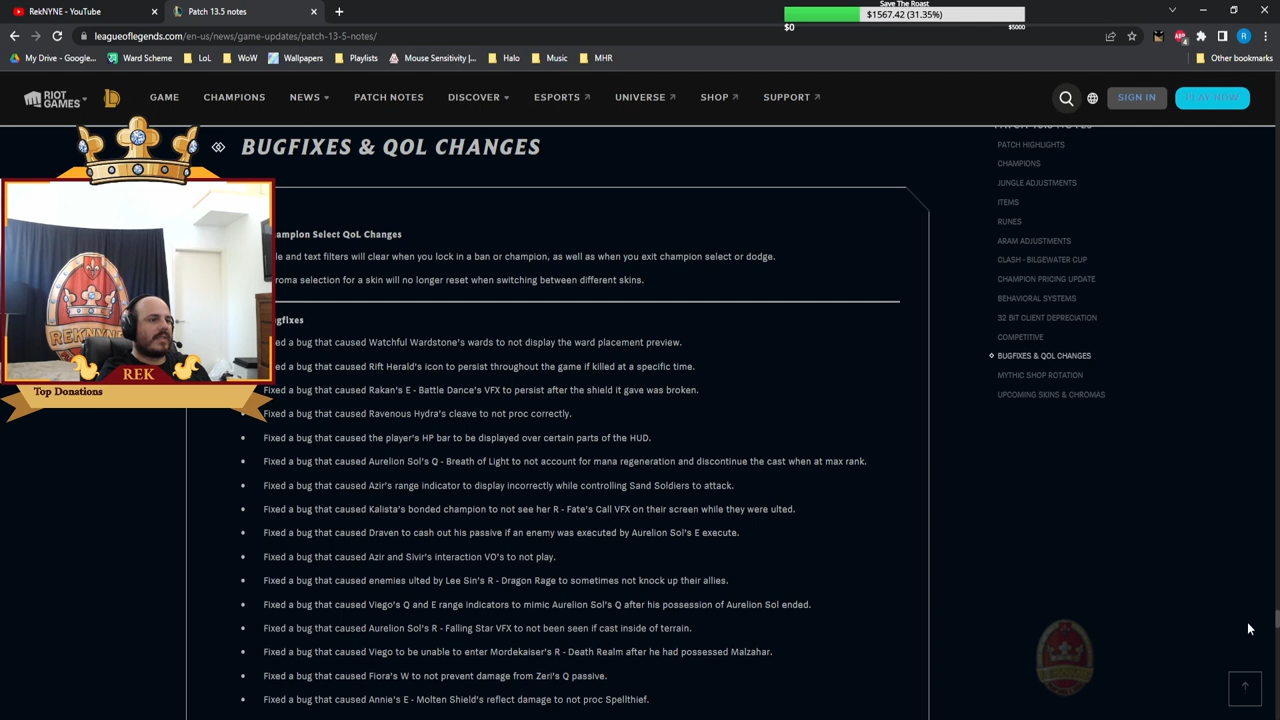 RekNYNE - YouTube
Patch 13.5 notes
Save The Roast
$1567.42 (31.35%)
$0
$5000
leagueoflegends.com/en-us/news/game-updates/patch-13-5-notes/
My Drive - Google...
Ward Scheme
LoL
WoW
Wallpapers
Playlists
Mouse Sensitivity |...
Halo
Music
MHR
Other bookmarks
RIOT GAMES
GAME
CHAMPIONS
NEWS
PATCH NOTES
DISCOVER
ESPORTS
UNIVERSE
SHOP
SUPPORT
SIGN IN
PLAY NOW
BUGFIXES & QOL CHANGES
ampion Select QoL Changes
le and text filters will clear when you lock in a ban or champion, as well as when you exit champion select or dodge.
roma selection for a skin will no longer reset when switching between different skins.
gfixes
ed a bug that caused Watchful Wardstone's wards to not display the ward placement preview.
ed a bug that caused Rift Herald's icon to persist throughout the game if killed at a specific time.
ed a bug that caused Rakan's E - Battle Dance's VFX to persist after the shield it gave was broken.
Fixed a bug that caused Ravenous Hydra's cleave to not proc correctly.
Fixed a bug that caused the player's HP bar to be displayed over certain parts of the HUD.
Fixed a bug that caused Aurelion Sol's Q - Breath of Light to not account for mana regeneration and discontinue the cast when at max rank.
Fixed a bug that caused Azir's range indicator to display incorrectly while controlling Sand Soldiers to attack.
Fixed a bug that caused Kalista's bonded champion to not see her R - Fate's Call VFX on their screen while they were ulted.
Fixed a bug that caused Draven to cash out his passive if an enemy was executed by Aurelion Sol's E execute.
Fixed a bug that caused Azir and Sivir's interaction VO's to not play.
Fixed a bug that caused enemies ulted by Lee Sin's R - Dragon Rage to sometimes not knock up their allies.
Fixed a bug that caused Viego's Q and E range indicators to mimic Aurelion Sol's Q after his possession of Aurelion Sol ended.
Fixed a bug that caused Aurelion Sol's R - Falling Star VFX to not been seen if cast inside of terrain.
Fixed a bug that caused Viego to be unable to enter Mordekaiser's R - Death Realm after he had possessed Malzahar.
Fixed a bug that caused Fiora's W to not prevent damage from Zeri's Q passive.
Fixed a bug that caused Annie's E - Molten Shield's reflect damage to not proc Spellthief.
PATCH 13.5 NOTES
PATCH HIGHLIGHTS
CHAMPIONS
JUNGLE ADJUSTMENTS
ITEMS
RUNES
ARAM ADJUSTMENTS
CLASH - BILGEWATER CUP
CHAMPION PRICING UPDATE
BEHAVIORAL SYSTEMS
32 BIT CLIENT DEPRECIATION
COMPETITIVE
BUGFIXES & QOL CHANGES
MYTHIC SHOP ROTATION
UPCOMING SKINS & CHROMAS
REKNYNE
REK
Top Donations